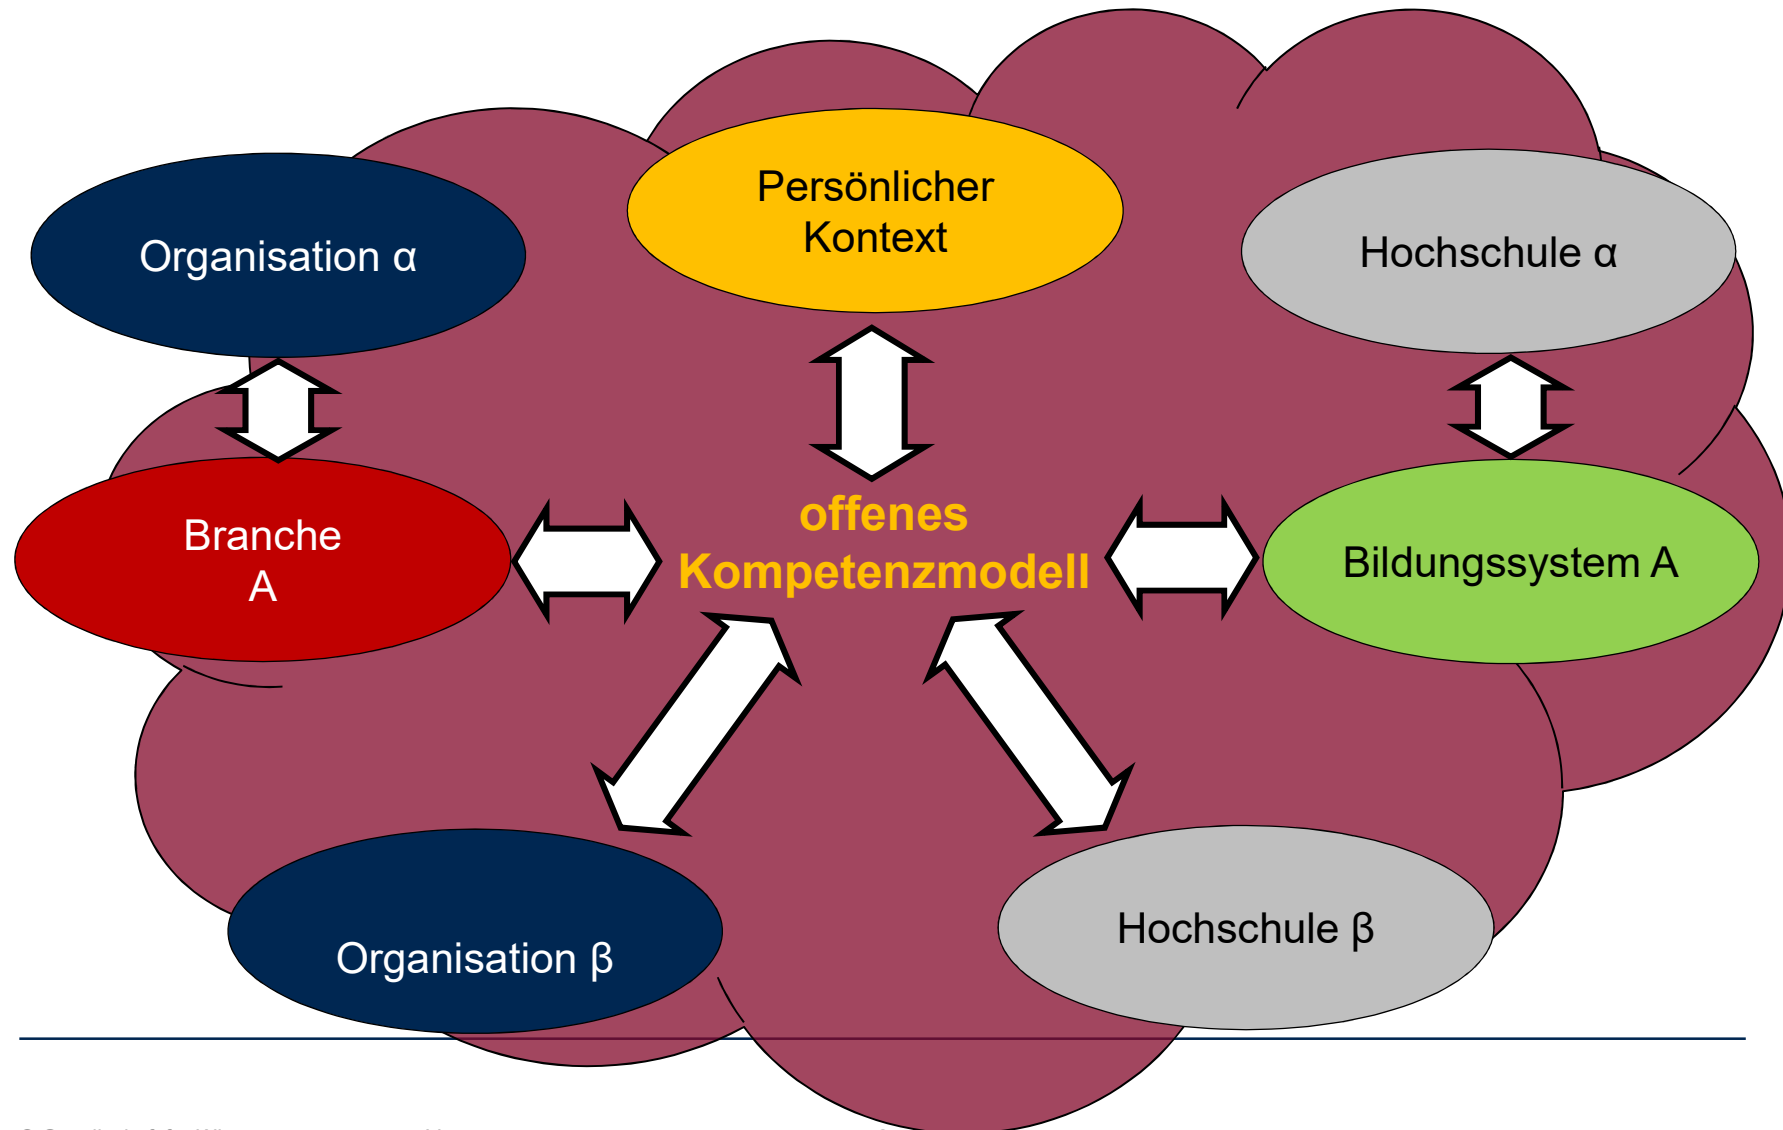 Persönlicher
Kontext
Organisation α
Hochschule α
offenes
Kompetenzmodell
Branche
A
Bildungssystem A
Organisation β
Hochschule β